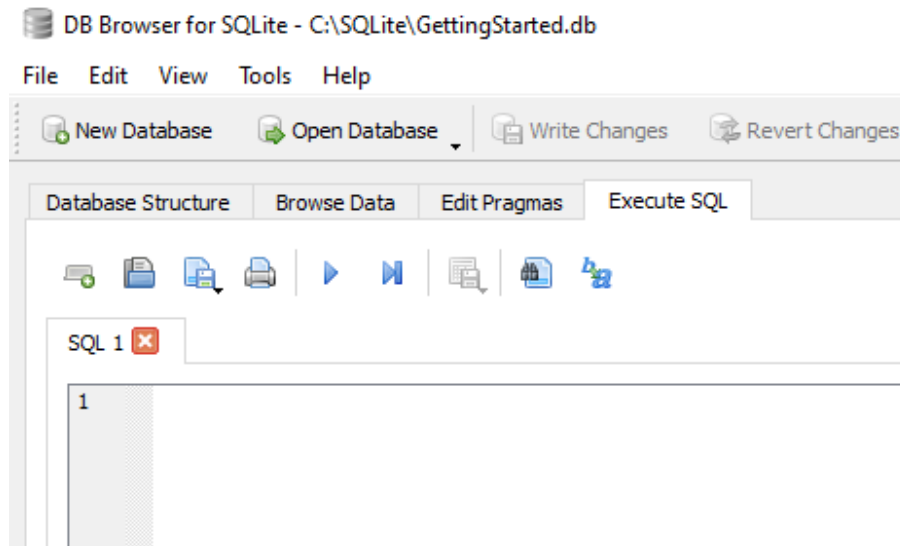 DB Browser for SQLite - C:\SQLite\GettingStarted.db
File Edit View Tools Help
New Database Open Database Write Changes Revert Changes
Database Structure Browse Data Edit Pragmas Execute SQL
SQL 1
1